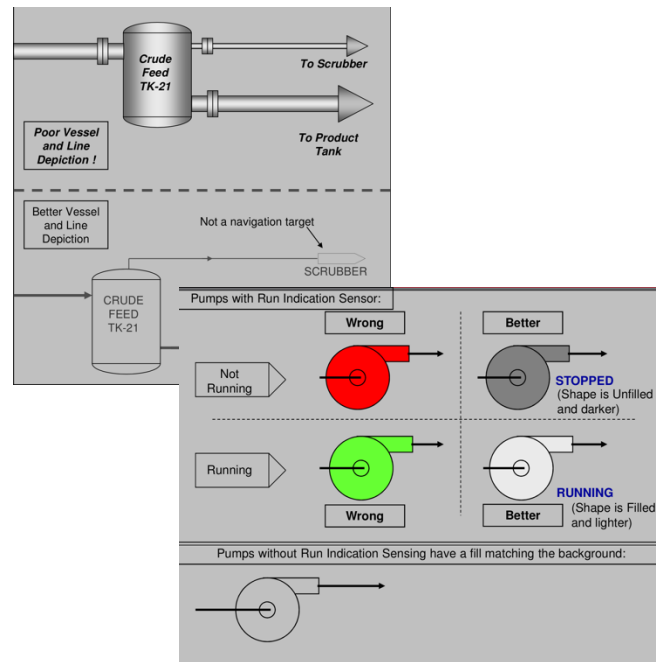 Crude
Feed
TK-21
To Scrubber
To Product
Tank
Poor Vessel
and Line
Depiction !
Better Vessel
and Line
Depiction
Not a navigation target
SCRUBBER
CRUDE
FEED
TK-21
Pumps with Run Indication Sensor:
Wrong
Better
Not
Running
STOPPED
(Shape is Unfilled
and darker)
Running
RUNNING
(Shape is Filled
and lighter)
Wrong
Better
Pumps without Run Indication Sensing have a fill matching the background: